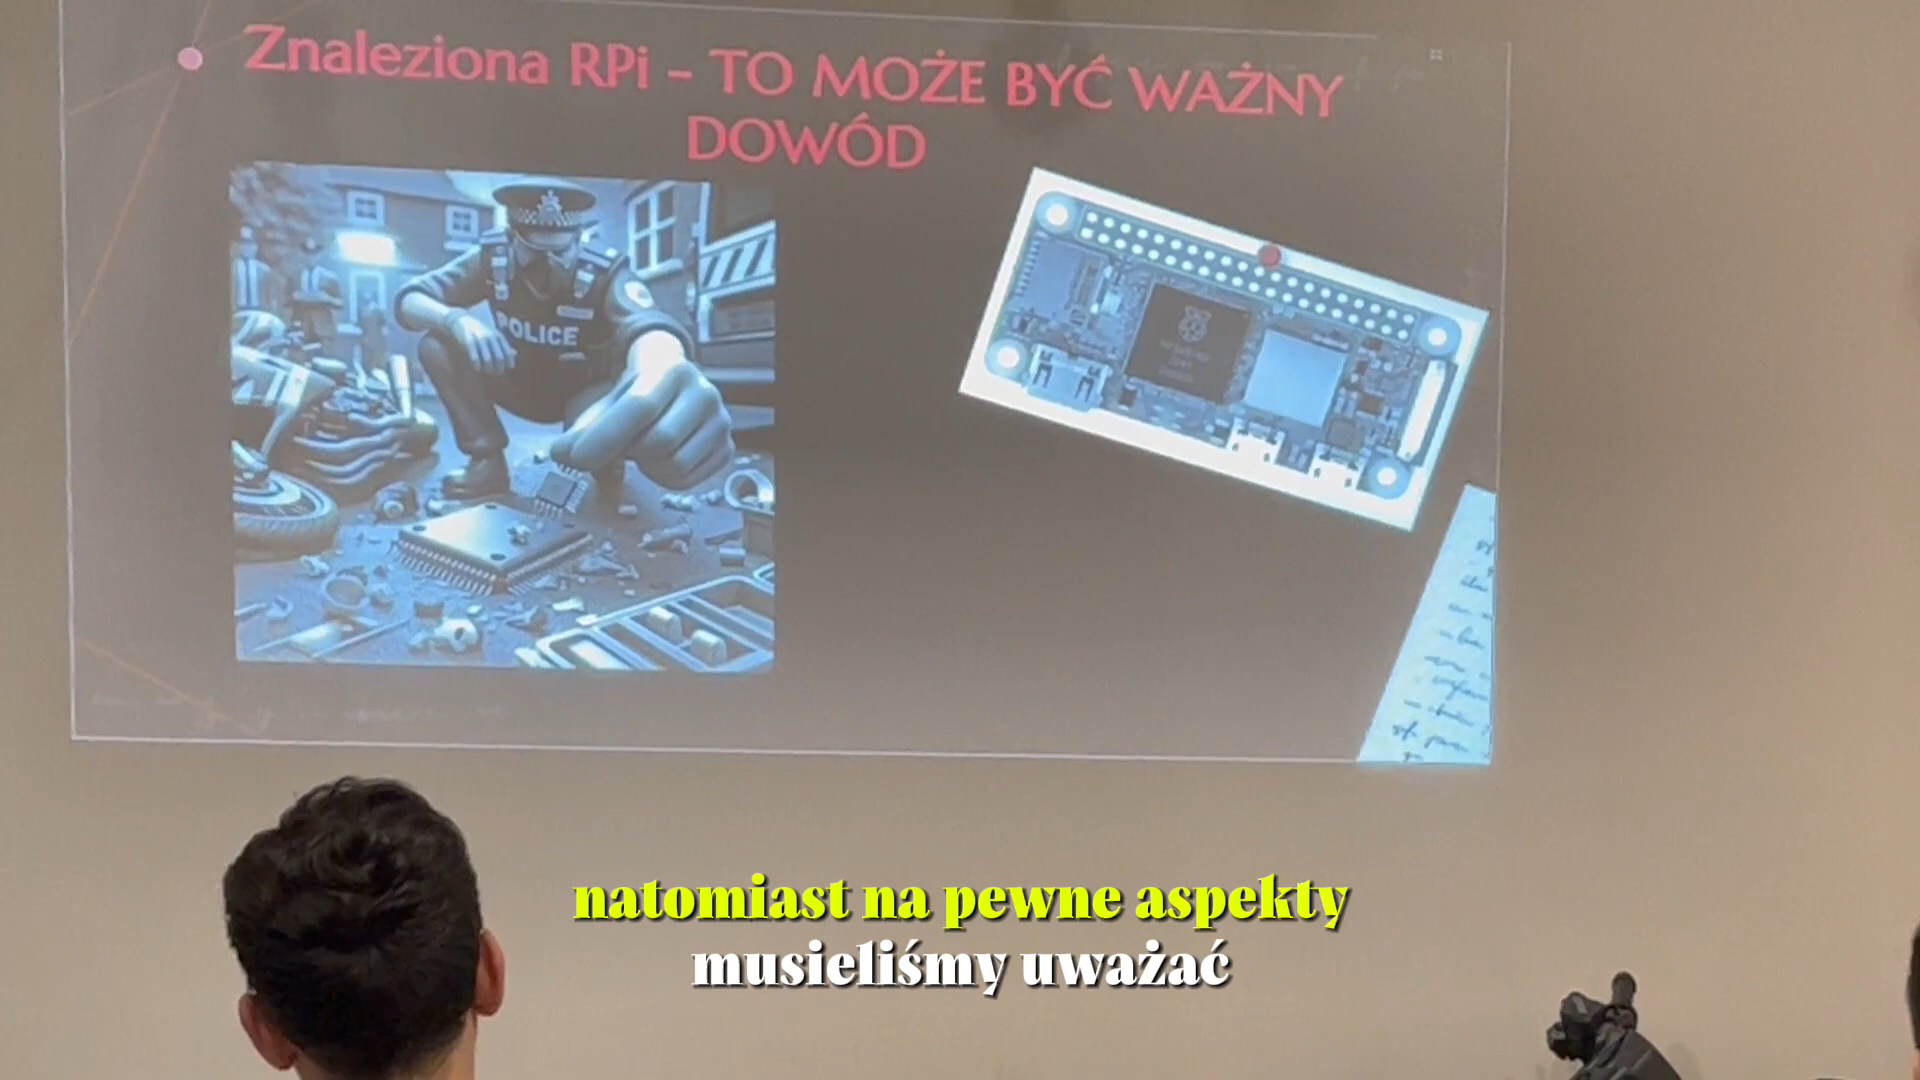 Znaleziona RPi – TO MOŻE BYĆ WAŻNY
DOWÓD
POLICE
natomiast na pewne aspekty
musieliśmy uważać